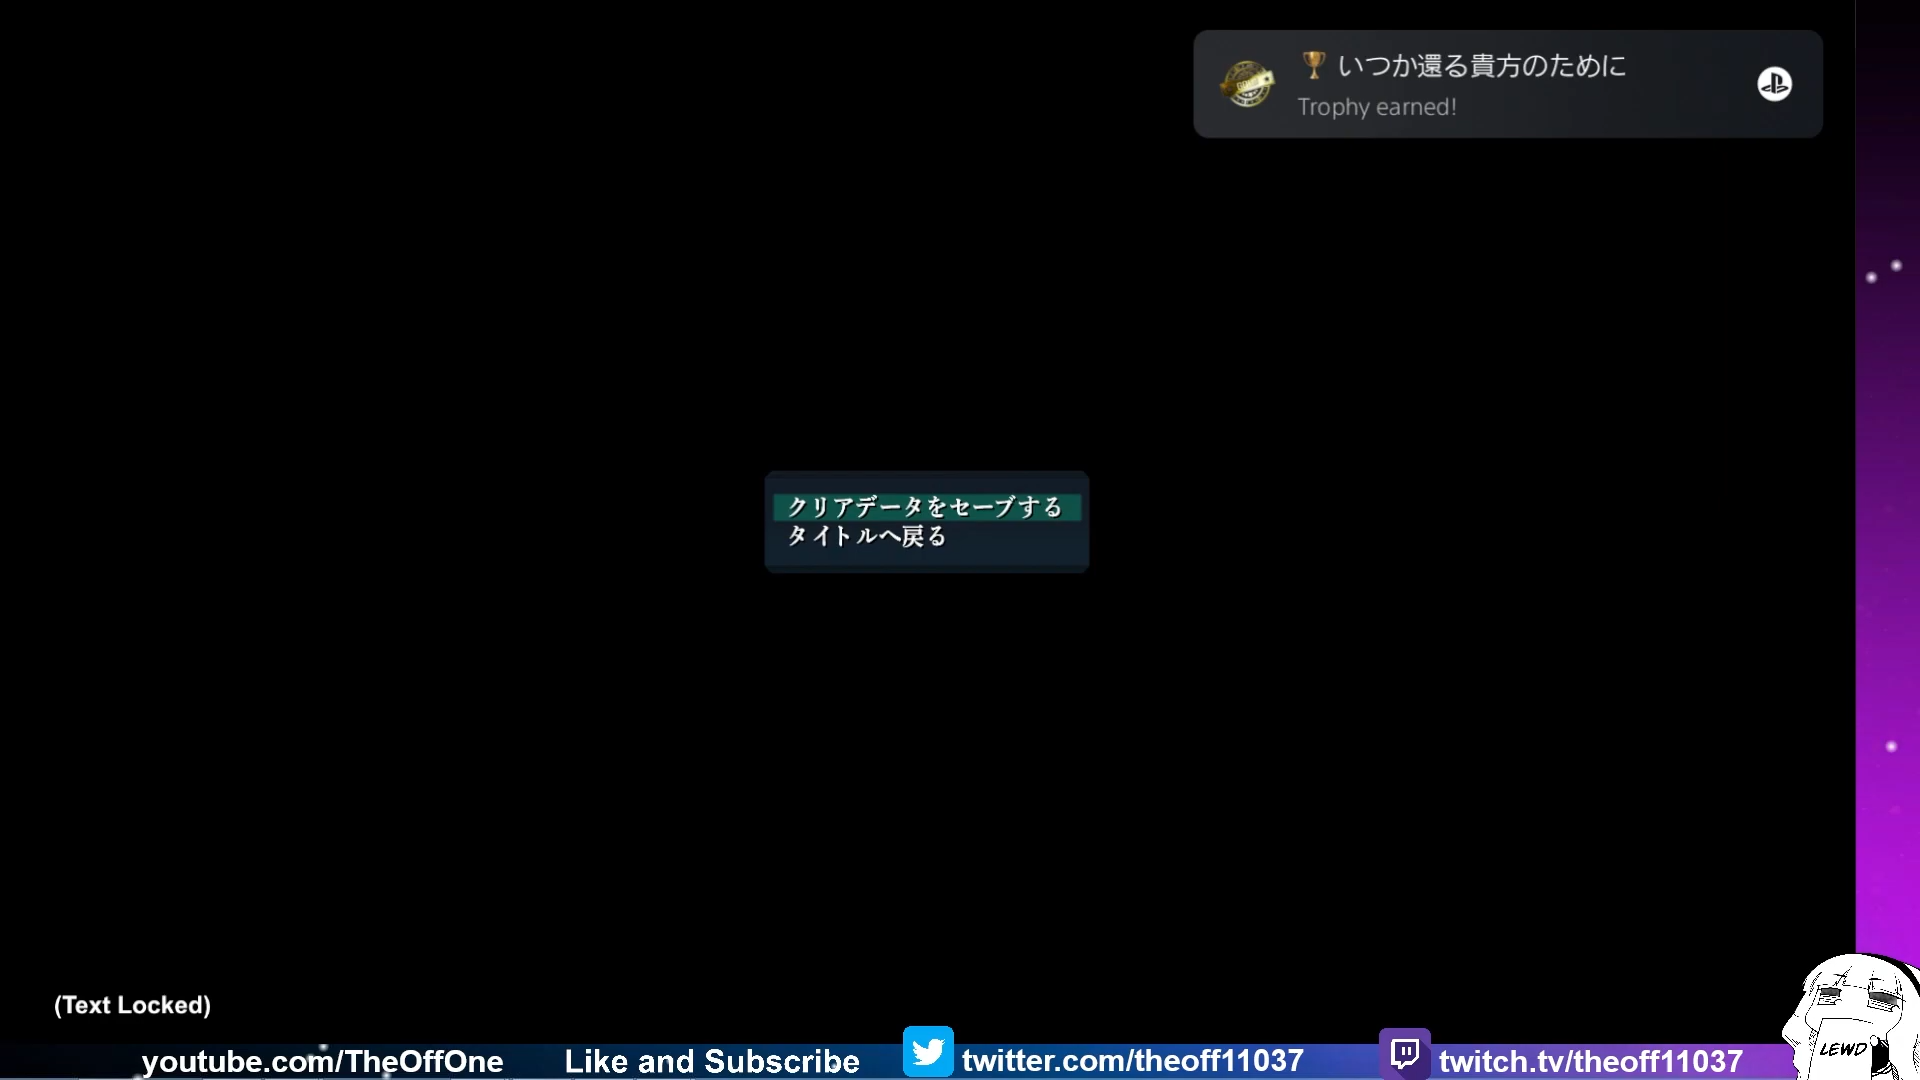 いつか還る貴方のために
Trophy earned!
クリアデータをセーブする
タイトルへ戻る
(Text Locked)
youtube.com/TheOffOne
Like and Subscribe
twitter.com/theoff11037
twitch.tv/theoff11037
LEWD